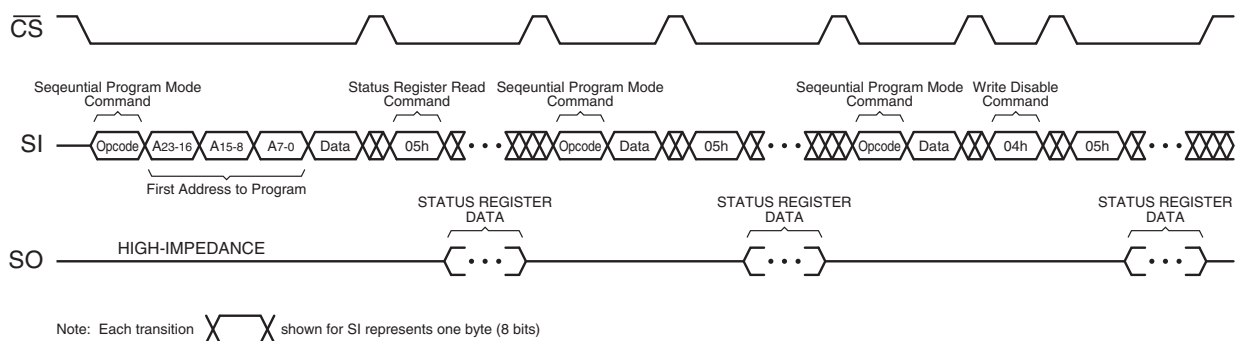 CS
Seqeuntial Program Mode
Command
Status Register Read
Command
Seqeuntial Program Mode
Command
Seqeuntial Program Mode
Command
Write Disable
Command
SI
Opcode A23-16 A15-8 A7-0 Data 05h • • • Opcode Data 05h • • • Opcode Data 04h 05h • • •
First Address to Program
STATUS REGISTER
DATA
STATUS REGISTER
DATA
STATUS REGISTER
DATA
SO
HIGH-IMPEDANCE
• • • • • • • • •
Note: Each transition shown for SI represents one byte (8 bits)